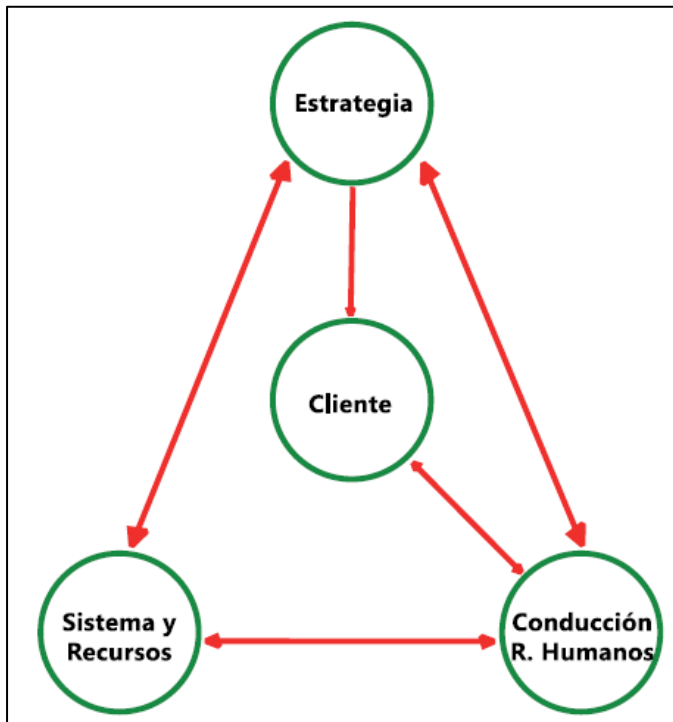 Estrategia
Cliente
Sistema y
Recursos
Conducción
R. Humanos